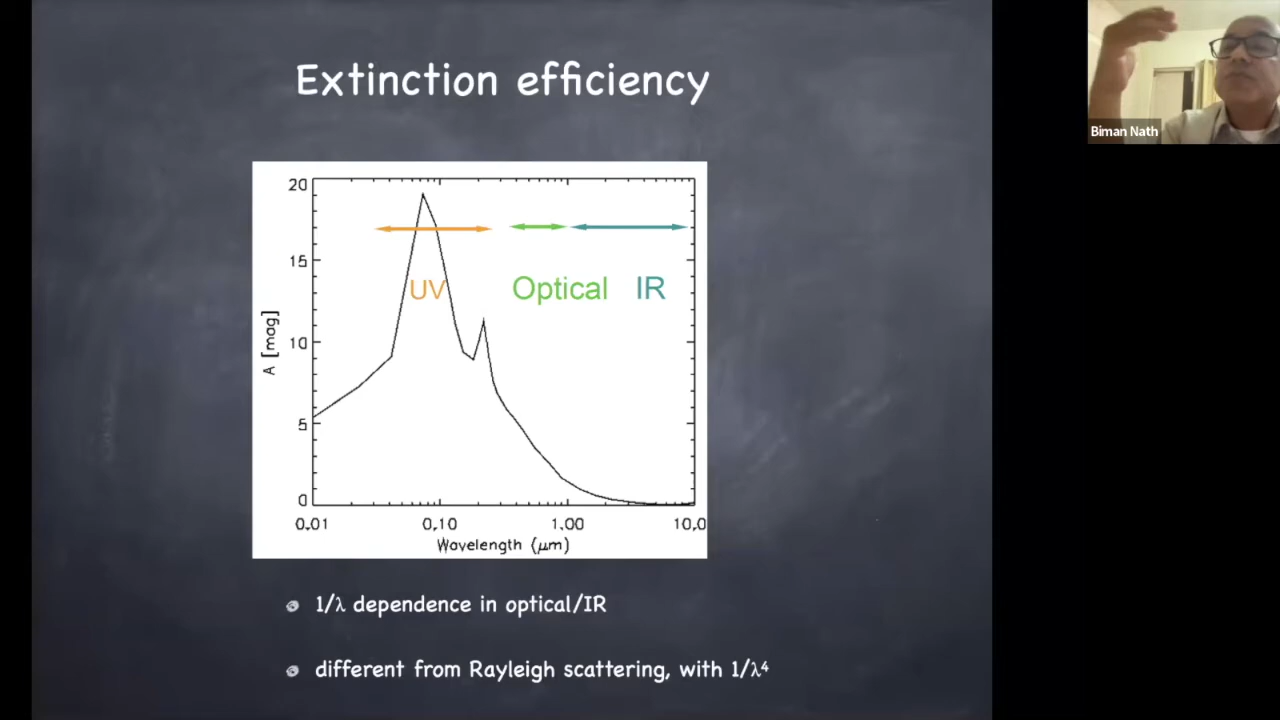 Extinction efficiency
Biman Nath
20
15
10
5
0
A [mag]
UV
Optical
IR
0.01
0.10
1.00
10.0
Wavelength (μm)
1/λ dependence in optical/IR
different from Rayleigh scattering, with 1/λ⁴